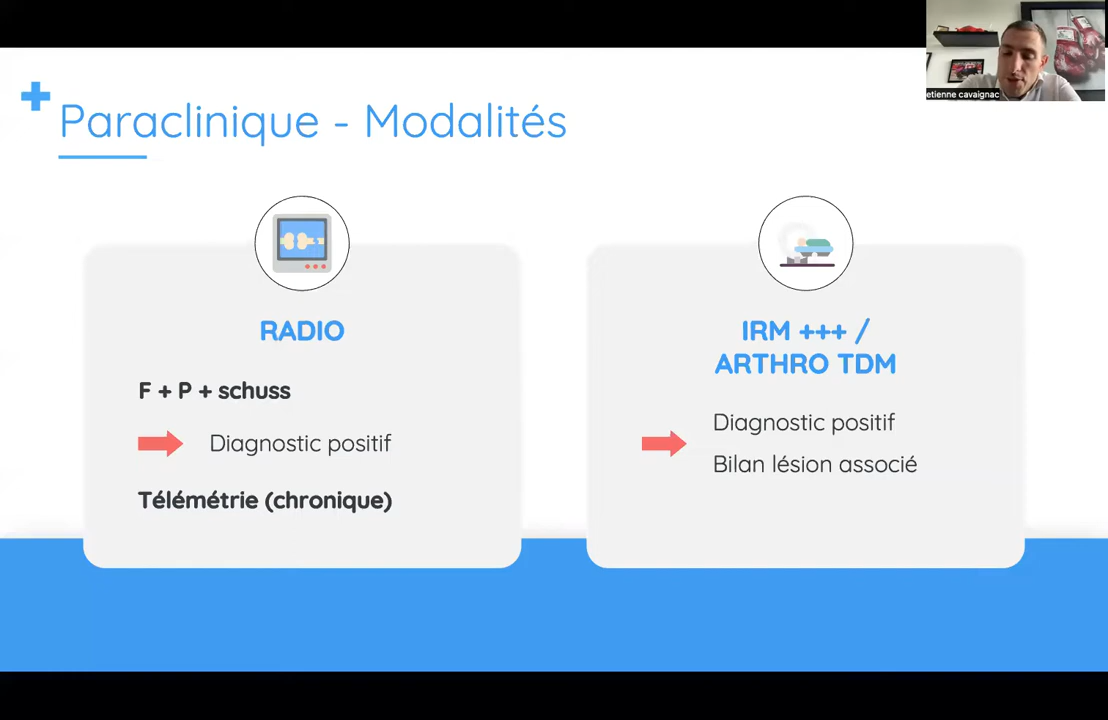 etienne cavaignac
Paraclinique - Modalités
RADIO
F + P + schuss
Diagnostic positif
Télémétrie (chronique)
IRM +++ /
ARTHRO TDM
Diagnostic positif
Bilan lésion associé